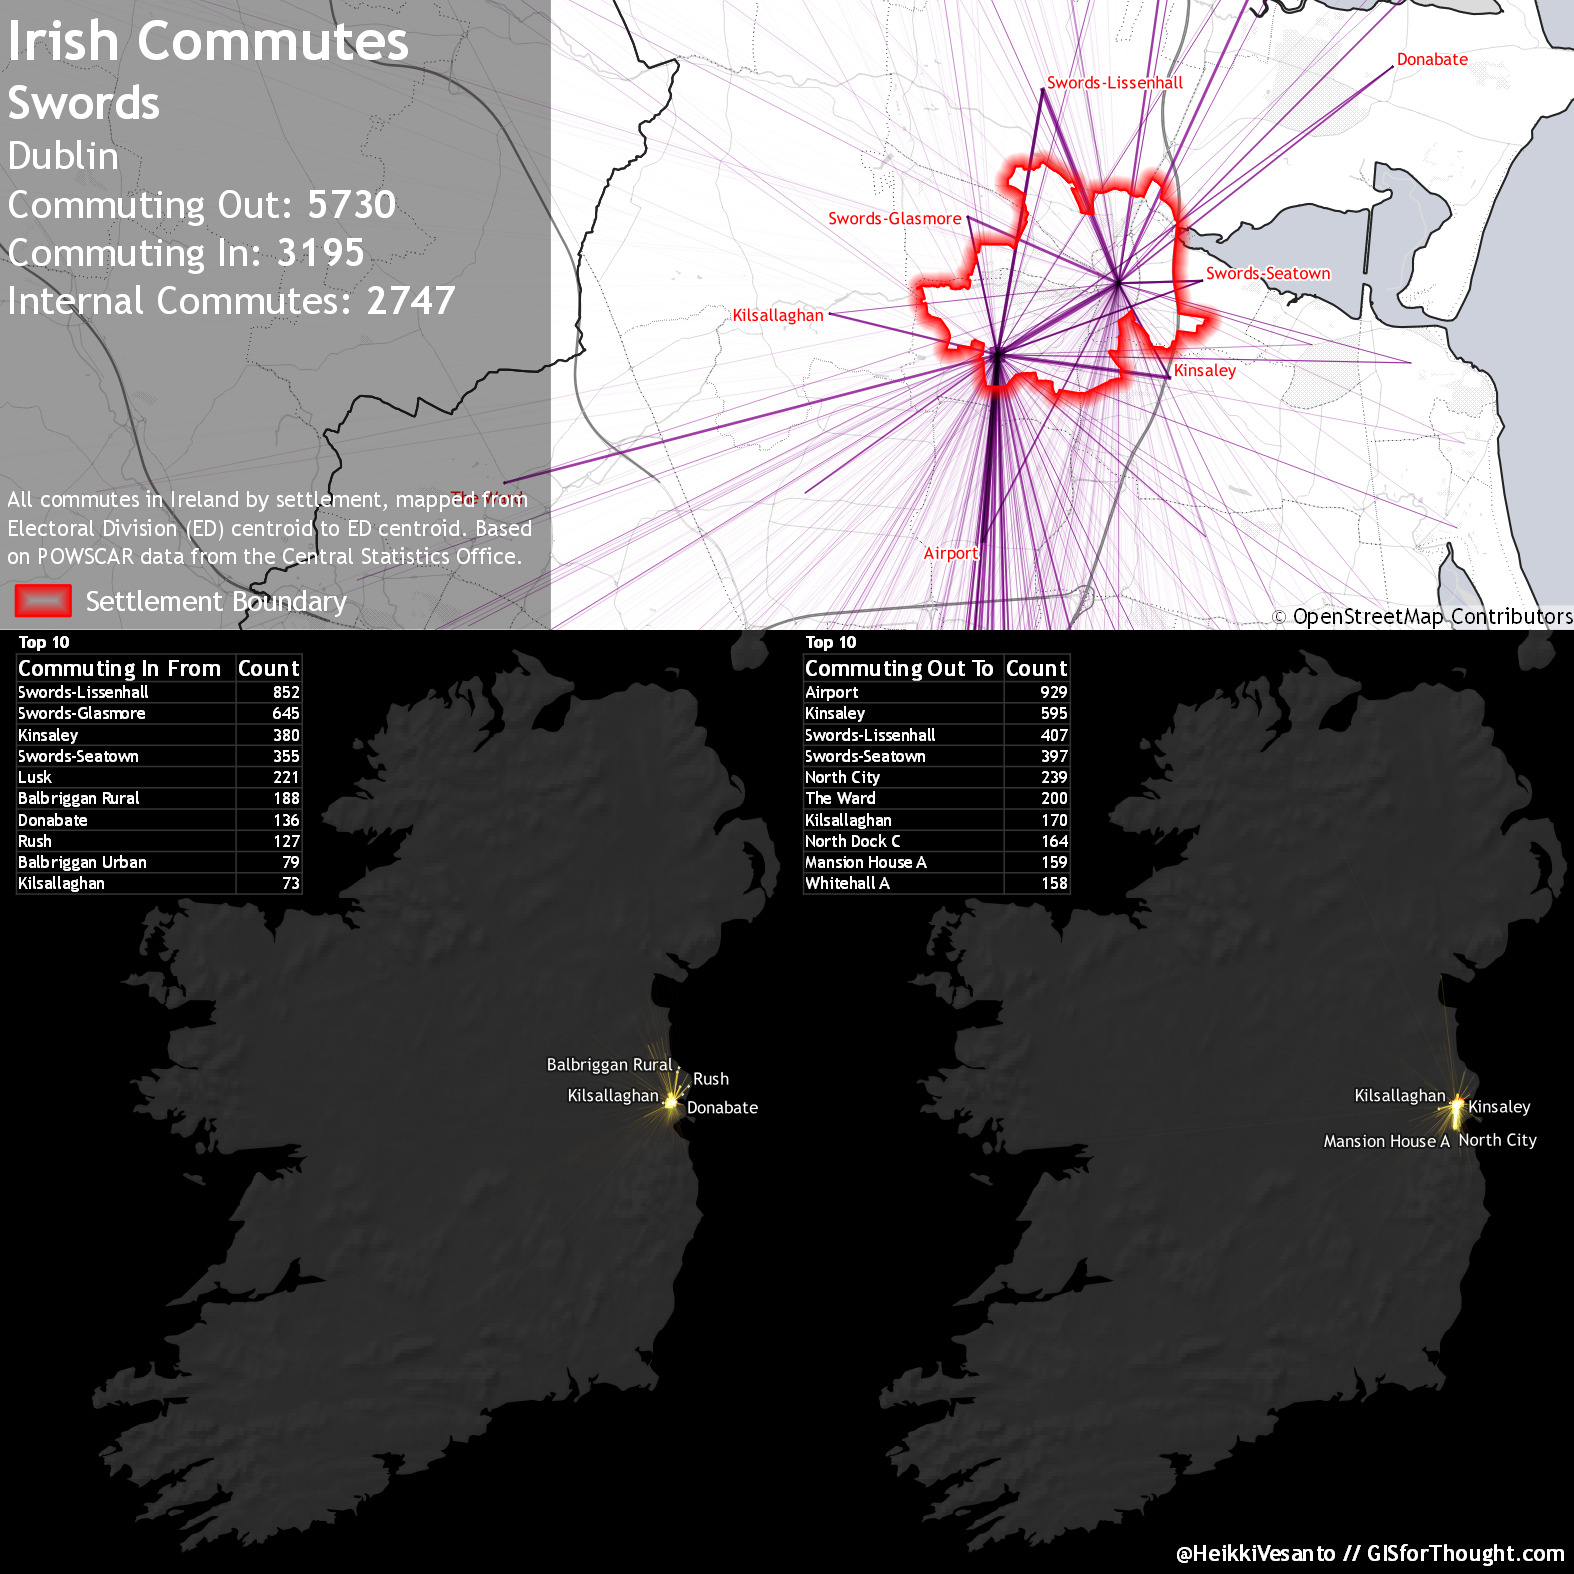 Irish Commutes
Swords
Dublin
Commuting Out: 5730
Commuting In: 3195
Internal Commutes: 2747
All commutes in Ireland by settlement, mapped from
Electoral Division (ED) centroid to ED centroid. Based
on POWSCAR data from the Central Statistics Office.
Settlement Boundary
Donabate
Swords-Lissenhall
Swords-Glasmore
Swords-Seatown
Kilsallaghan
Kinsaley
The Ward
Airport
© OpenStreetMap Contributors
Top 10
Commuting In From Count
Swords-Lissenhall 852
Swords-Glasmore 645
Kinsaley 380
Swords-Seatown 355
Lusk 221
Balbriggan Rural 188
Donabate 136
Rush 127
Balbriggan Urban 79
Kilsallaghan 73
Balbriggan Rural
Rush
Kilsallaghan
Donabate
Top 10
Commuting Out To Count
Airport 929
Kinsaley 595
Swords-Lissenhall 407
Swords-Seatown 397
North City 239
The Ward 200
Kilsallaghan 170
North Dock C 164
Mansion House A 159
Whitehall A 158
Kilsallaghan
Kinsaley
Mansion House A
North City
@HeikkiVesanto // GISforThought.com